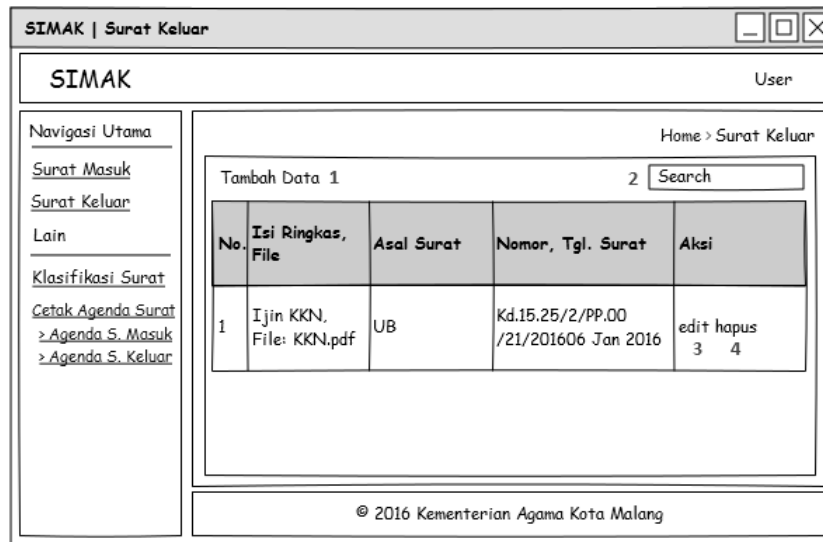 SIMAK | Surat Keluar
SIMAK
User
Navigasi Utama
Surat Masuk
Surat Keluar
Lain
Klasifikasi Surat
Cetak Agenda Surat
> Agenda S. Masuk
> Agenda S. Keluar
Home > Surat Keluar
Tambah Data 1
2 Search
No.
Isi Ringkas,
File
Asal Surat
Nomor, Tgl. Surat
Aksi
1
Ijin KKN,
File: KKN.pdf
UB
Kd.15.25/2/PP.00
/21/201606 Jan 2016
edit hapus
3 4
© 2016 Kementerian Agama Kota Malang